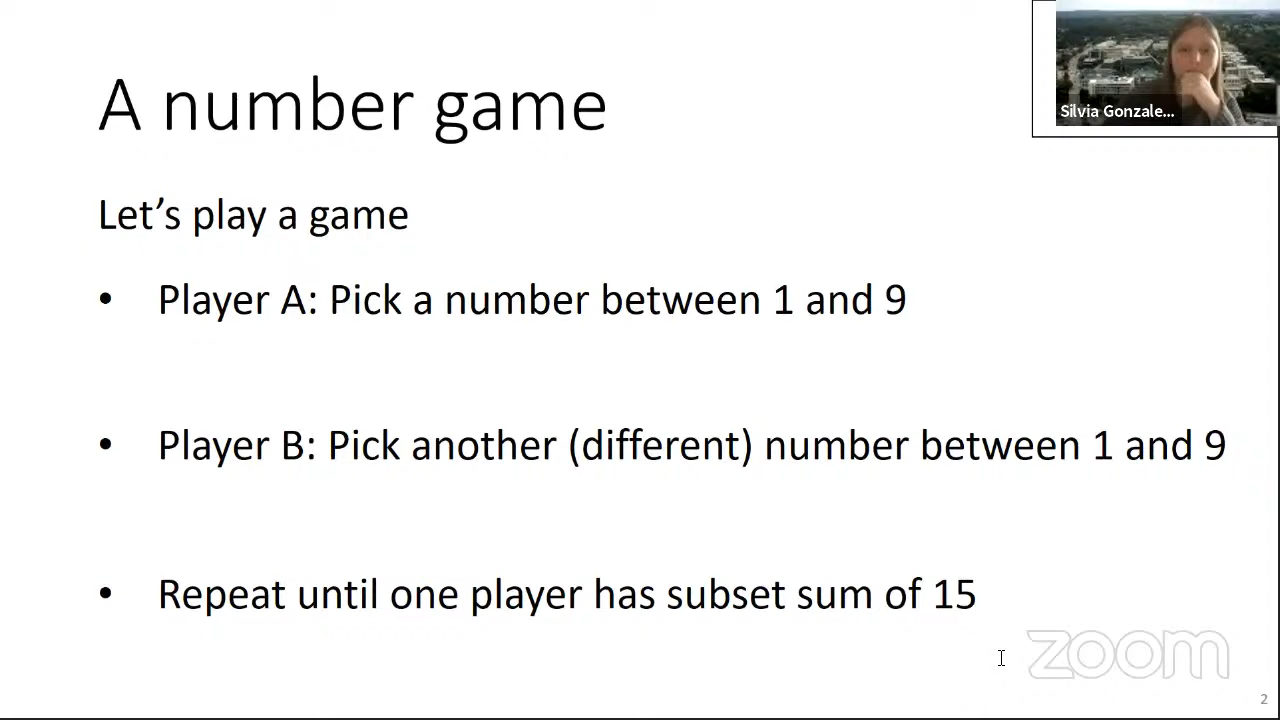 A number game
Silvia Gonzale...
Let’s play a game
• Player A: Pick a number between 1 and 9
• Player B: Pick another (different) number between 1 and 9
• Repeat until one player has subset sum of 15
zoom
2